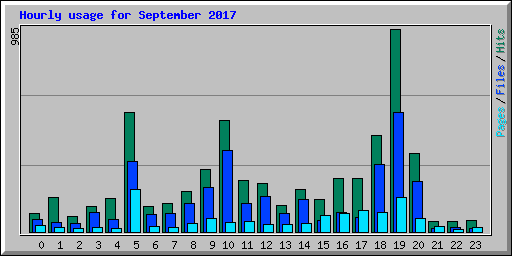 Hourly usage for September 2017
985
Pages/Files/Hits
0 1 2 3 4 5 6 7 8 9 10 11 12 13 14 15 16 17 18 19 20 21 22 23